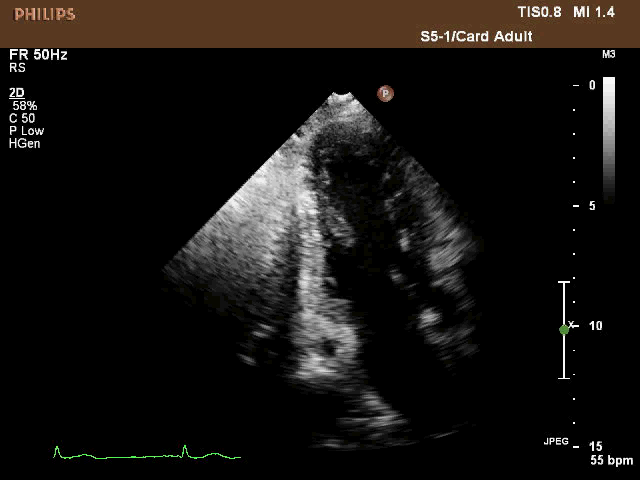 PHILIPS
TIS0.8 MI 1.4
S5-1/Card Adult
FR 50Hz
RS
M3
2D
58%
C 50
P Low
HGen
P
0
5
X
10
JPEG
15
55 bpm